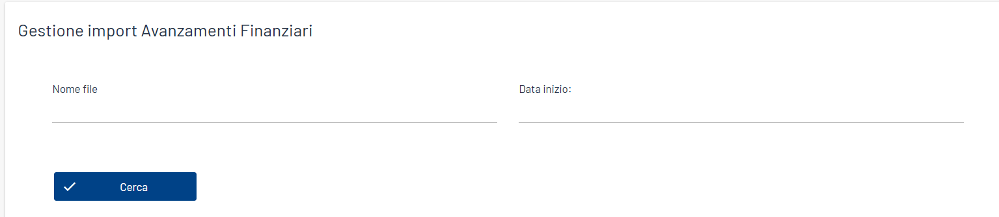 Gestione import Avanzamenti Finanziari
Nome file
Data inizio:
Cerca